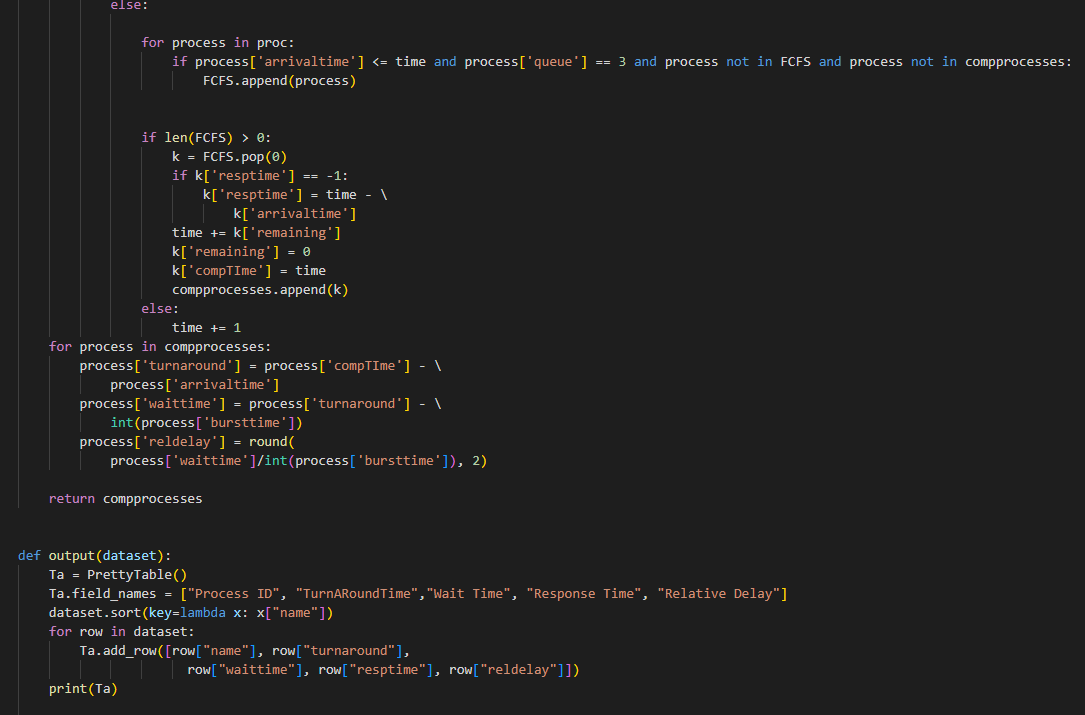 else:
for process in proc:
if process['arrivaltime'] <= time and process['queue'] == 3 and process not in FCFS and process not in compprocesses:
FCFS.append(process)
if len(FCFS) > 0:
k = FCFS.pop(0)
if k['resptime'] == -1:
k['resptime'] = time - \
k['arrivaltime']
time += k['remaining']
k['remaining'] = 0
k['compTIme'] = time
compprocesses.append(k)
else:
time += 1
for process in compprocesses:
process['turnaround'] = process['compTIme'] - \
process['arrivaltime']
process['waittime'] = process['turnaround'] - \
int(process['bursttime'])
process['reldelay'] = round(
process['waittime']/int(process['bursttime']), 2)
return compprocesses
def output(dataset):
Ta = PrettyTable()
Ta.field_names = ["Process ID", "TurnARoundTime","Wait Time", "Response Time", "Relative Delay"]
dataset.sort(key=lambda x: x["name"])
for row in dataset:
Ta.add_row([row["name"], row["turnaround"],
row["waittime"], row["resptime"], row["reldelay"]])
print(Ta)